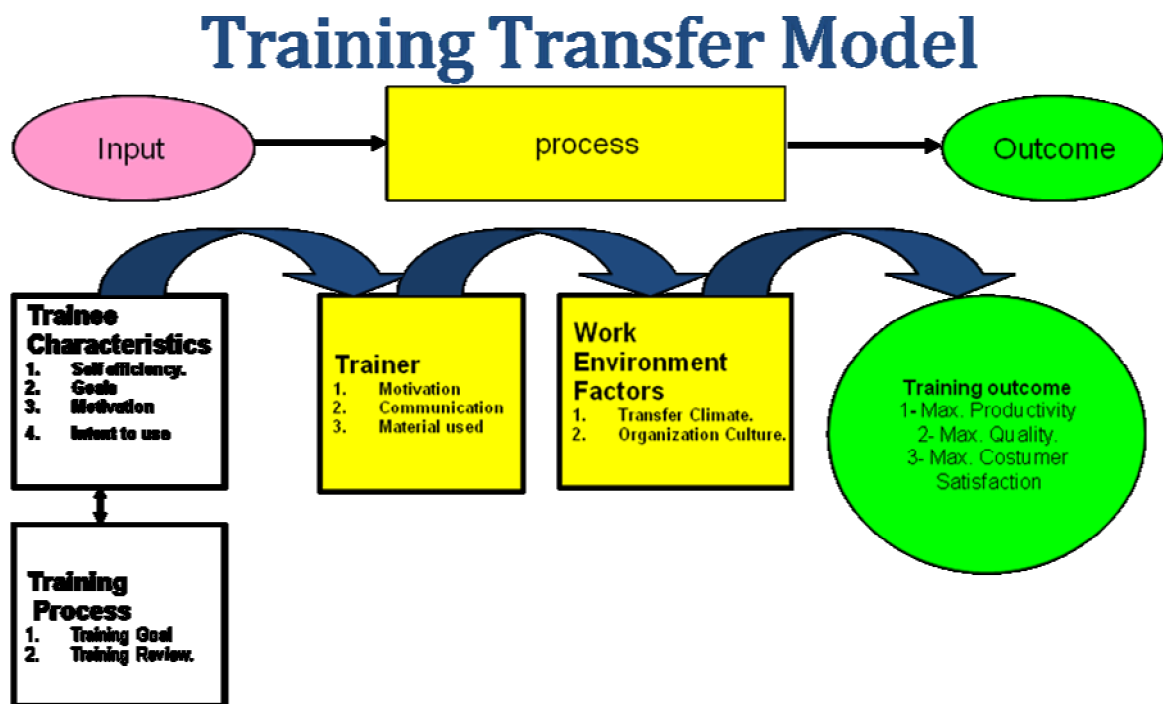 Training Transfer Model
Input
process
Outcome
Trainee
Characteristics
1. Self efficiency.
2. Goals
3. Motivation
4. Intent to use
Trainer
1. Motivation
2. Communication
3. Material used
Work
Environment
Factors
1. Transfer Climate.
2. Organization Culture.
Training outcome
1- Max. Productivity
2- Max. Quality.
3- Max. Costumer
Satisfaction
Training
Process
1. Training Goal
2. Training Review.